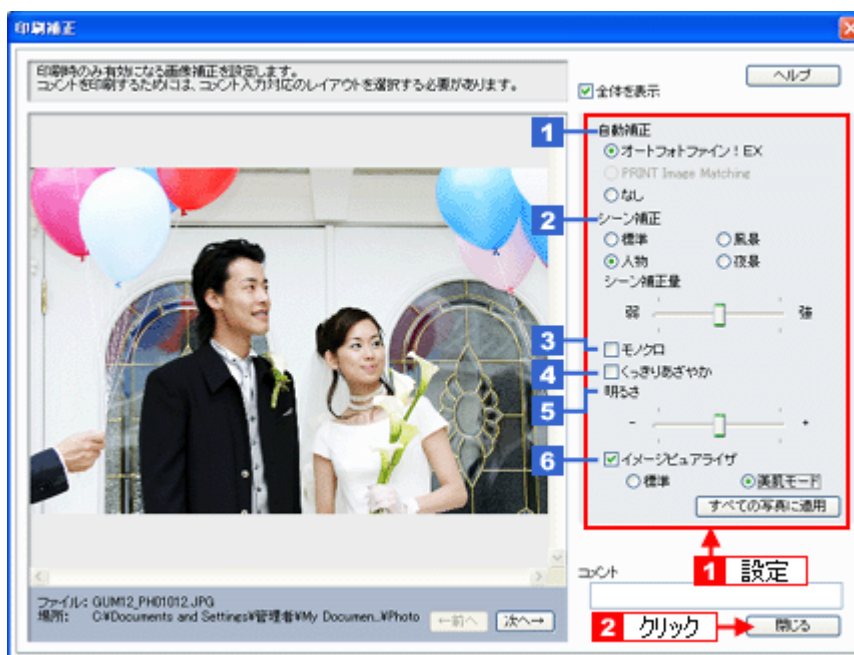 印刷補正
印刷時のみ有効になる画像補正を設定します。
コメントを印刷するためには、コメント入力対応のレイアウトを選択する必要があります。
ヘルプ
全体を表示
1 自動補正
オートフォトファイン!EX
PRINT Image Matching
なし
2 シーン補正
標準 風景
人物 夜景
シーン補正量
弱 強
3 モノクロ
4 くっきりあざやか
5 明るさ
- +
6 イメージビュアライザ
標準 美肌モード
すべての写真に適用
1 設定
コメント
ファイル: GUM12_PH01012.JPG
場所: C:¥Documents and Settings¥管理者¥My Documen..¥Photo
←前へ 次へ→
2 クリック 閉じる